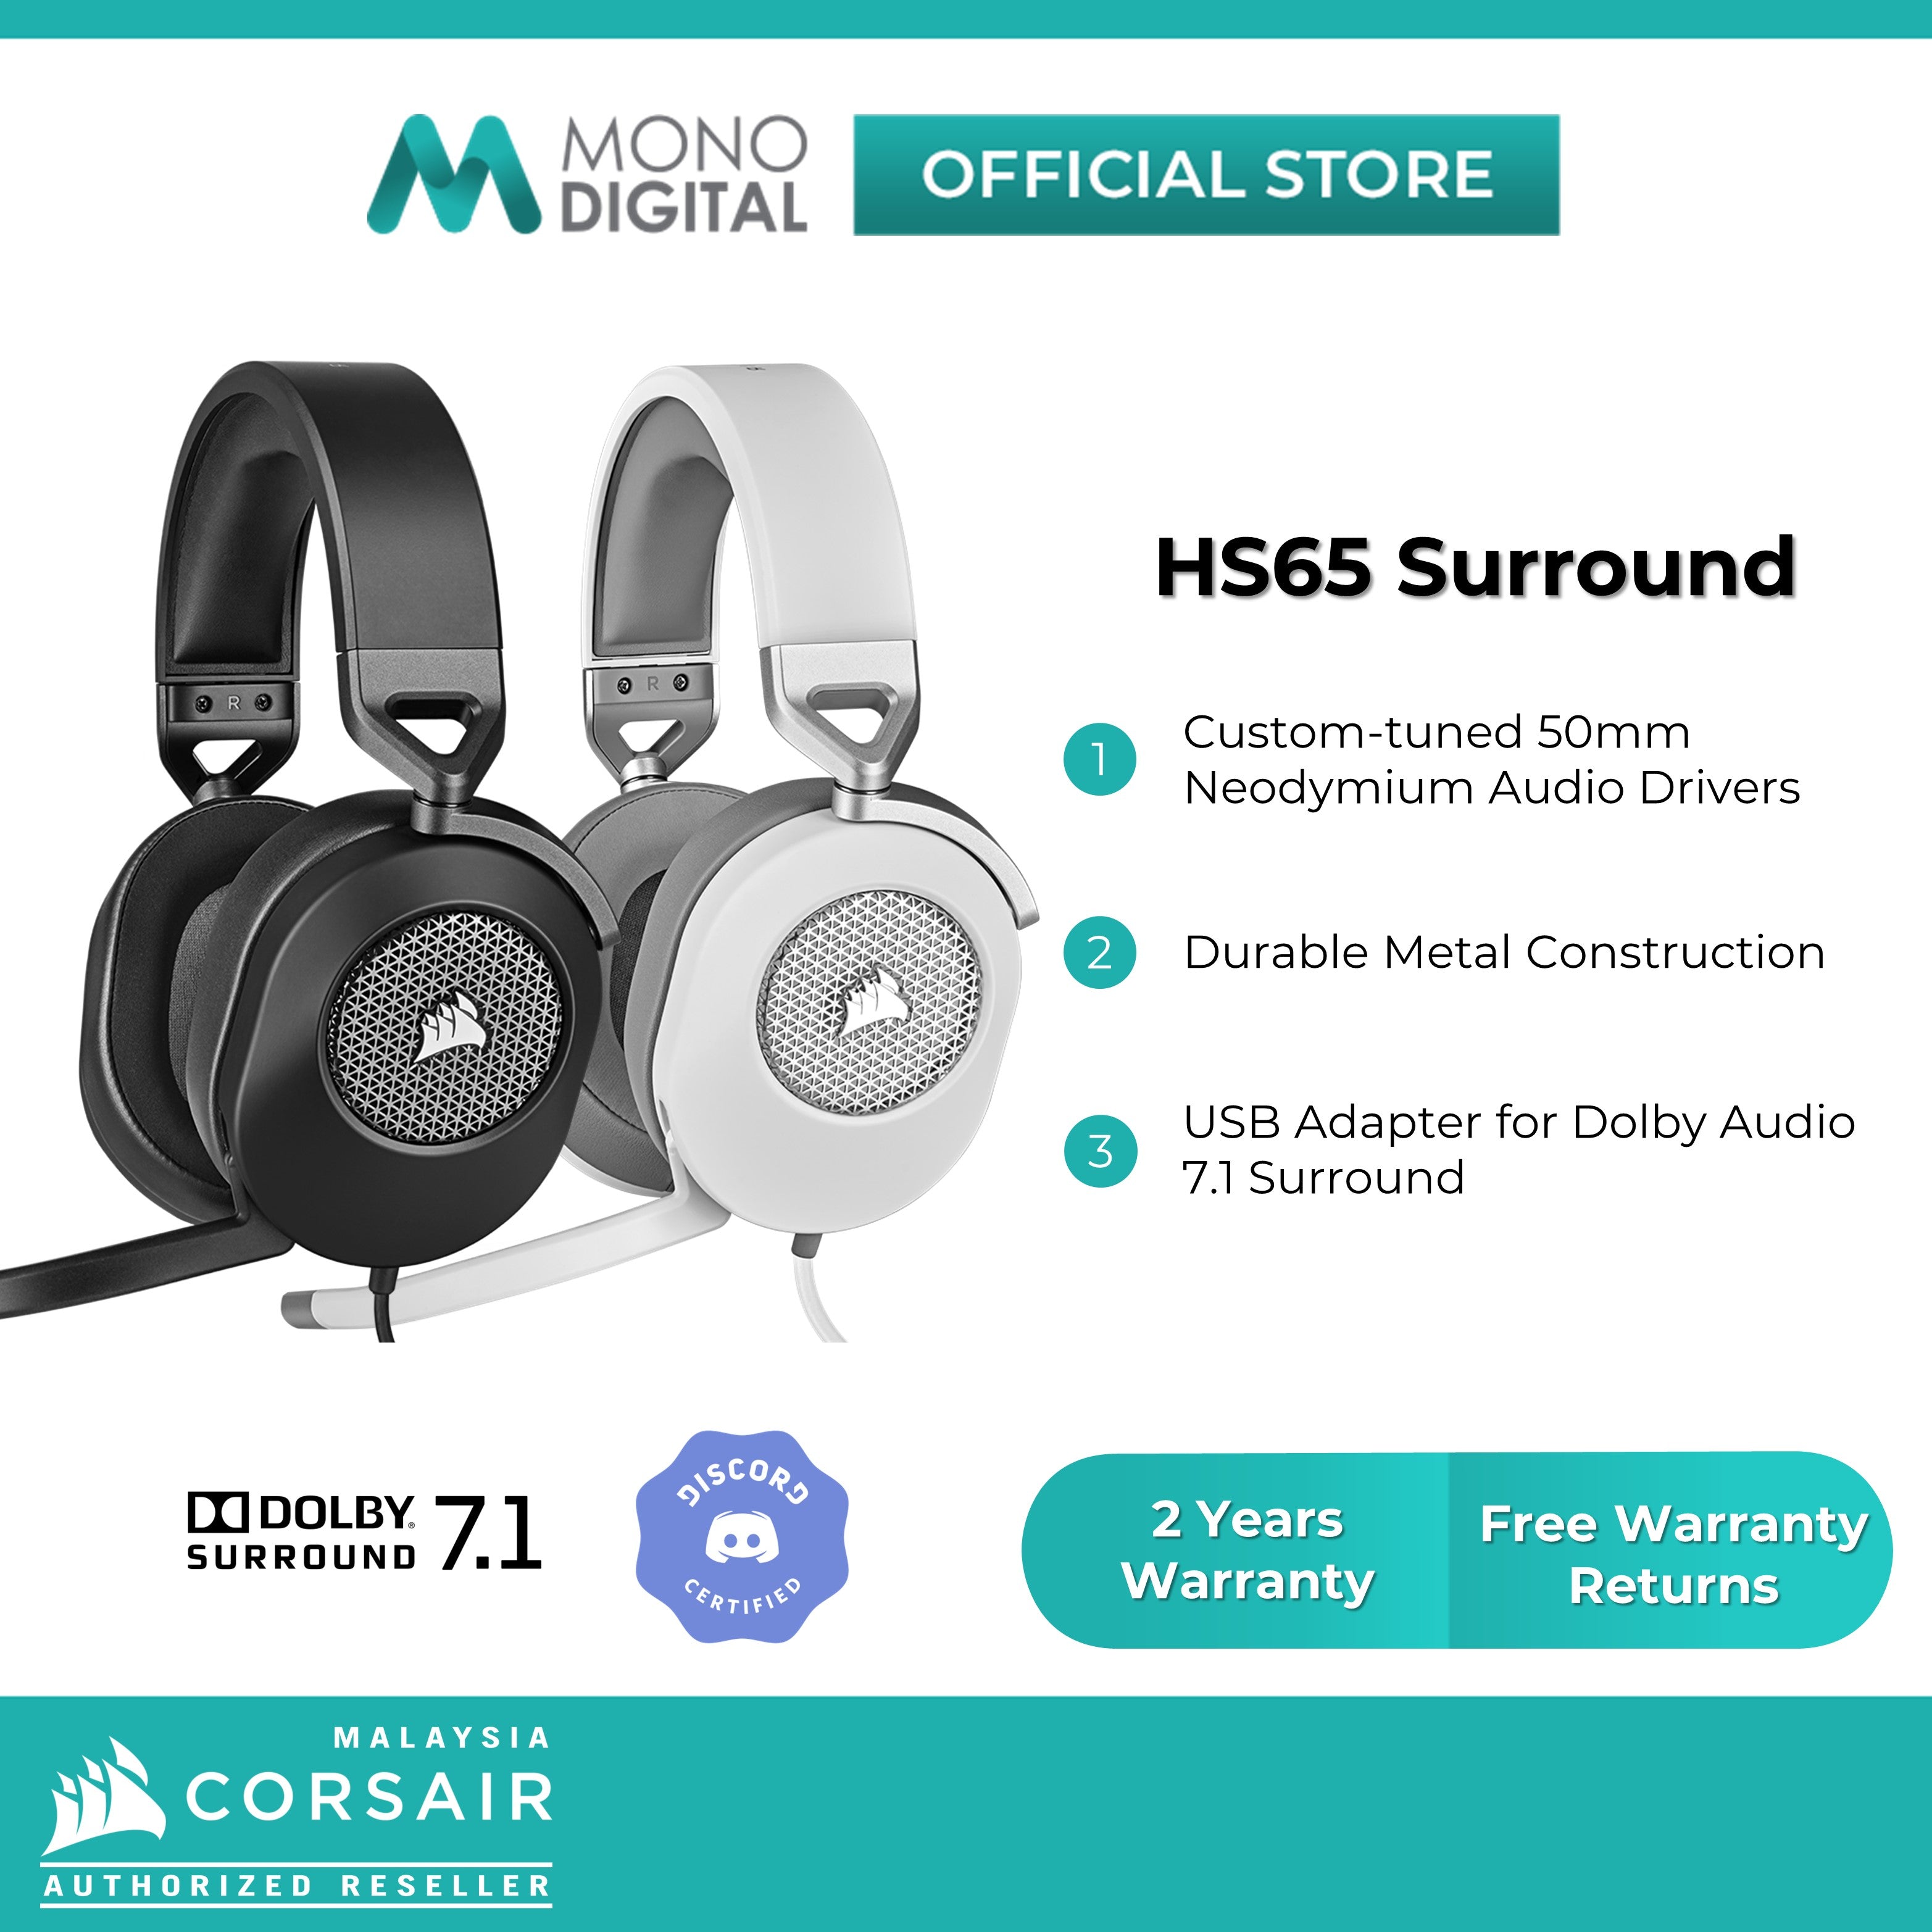 MONO
DIGITAL
OFFICIAL STORE
HS65 Surround
1
Custom-tuned 50mm
Neodymium Audio Drivers
2
Durable Metal Construction
3
USB Adapter for Dolby Audio
7.1 Surround
R
R
DOLBY®
SURROUND 7.1
DISCORD
CERTIFIED
2 Years
Warranty
Free Warranty
Returns
MALAYSIA
CORSAIR
AUTHORIZED RESELLER